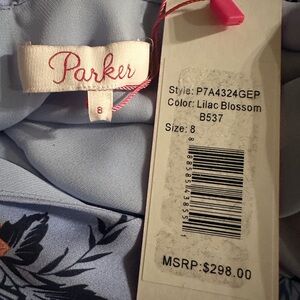 Parker
8
Style: P7A4324GEP
Color: Lilac Blossom
B537
Size: 8
MSRP:$298.00